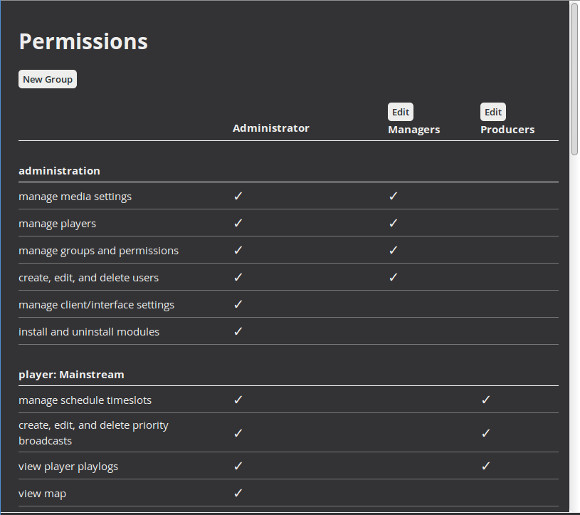 Permissions
New Group
Edit Edit
Administrator Managers Producers
administration
manage media settings ✓ ✓
manage players ✓ ✓
manage groups and permissions ✓ ✓
create, edit, and delete users ✓ ✓
manage client/interface settings ✓
install and uninstall modules ✓
player: Mainstream
manage schedule timeslots ✓ ✓
create, edit, and delete priority
broadcasts ✓ ✓
view player playlogs ✓ ✓
view map ✓